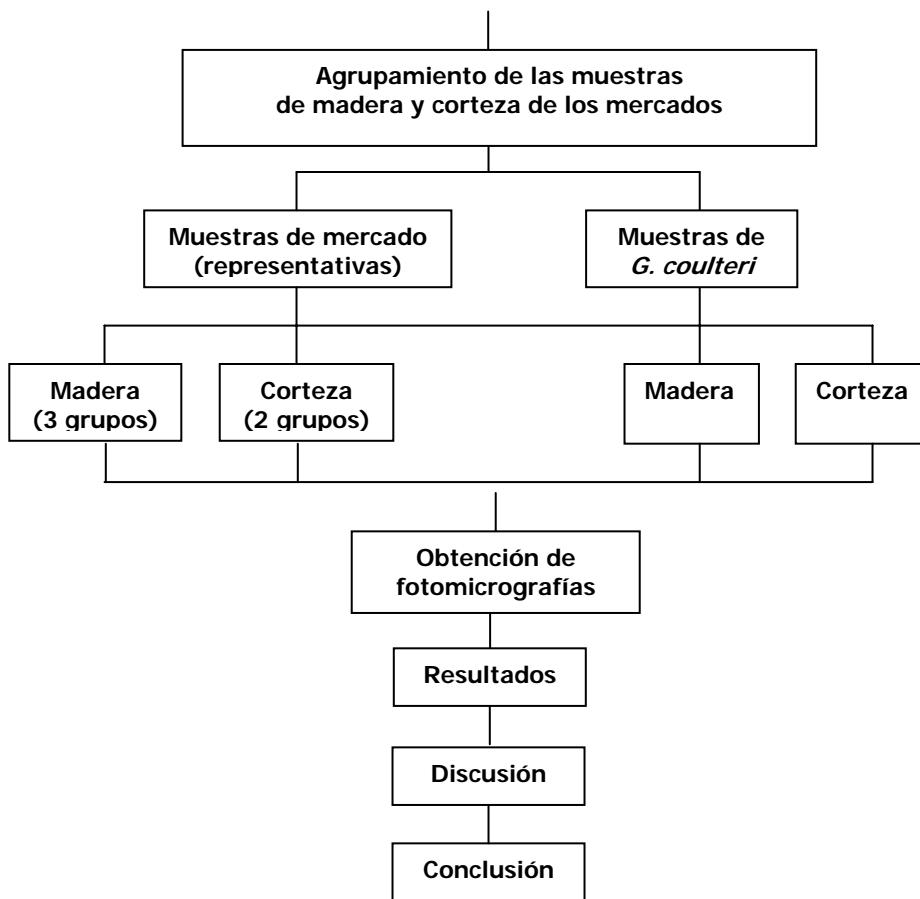 Agrupamiento de las muestras
de madera y corteza de los mercados
Muestras de mercado
(representativas)
Muestras de
G. coulteri
Madera
(3 grupos)
Corteza
(2 grupos)
Madera
Corteza
Obtención de
fotomicrografías
Resultados
Discusión
Conclusión